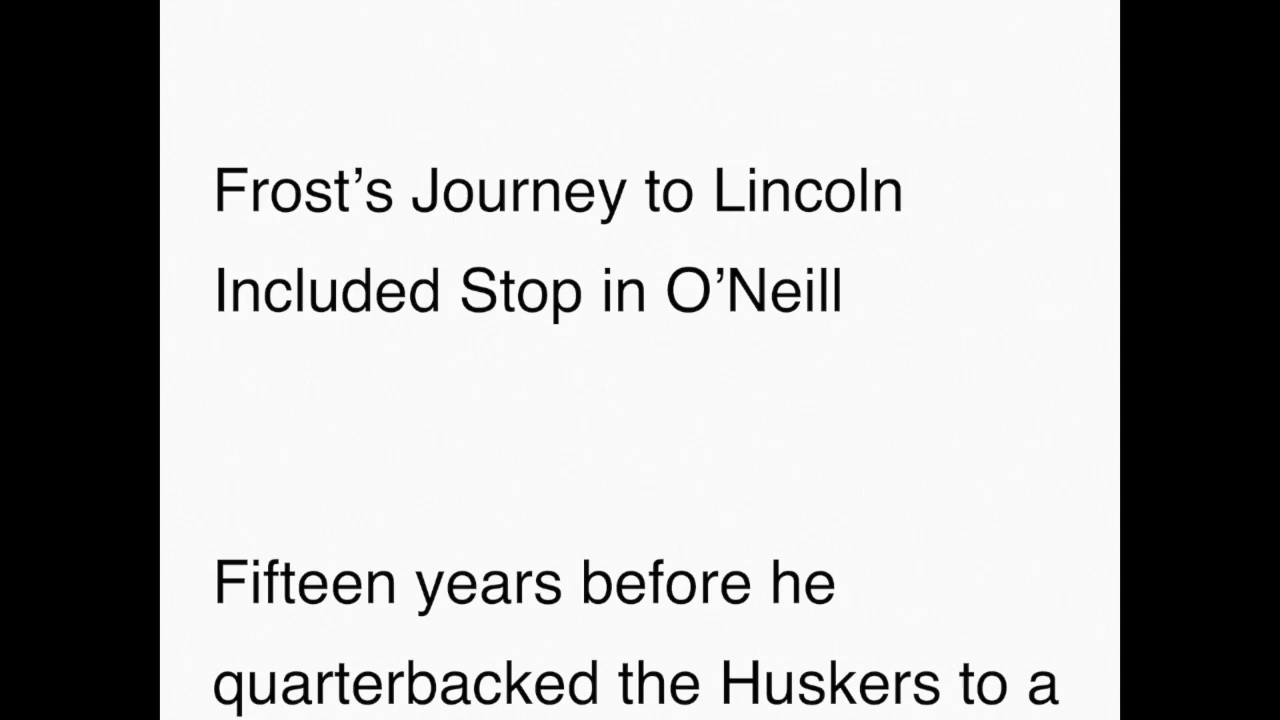 Frost’s Journey to Lincoln
Included Stop in O’Neill
Fifteen years before he
quarterbacked the Huskers to a